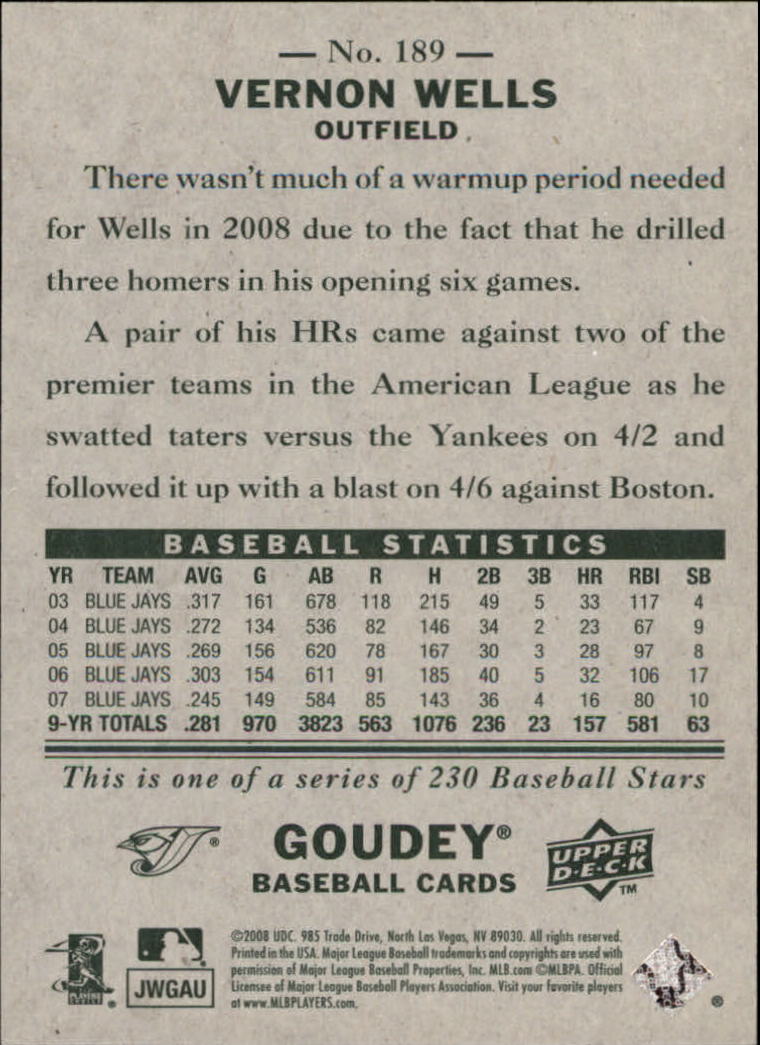 — No. 189 —
VERNON WELLS
OUTFIELD
There wasn't much of a warmup period needed
for Wells in 2008 due to the fact that he drilled
three homers in his opening six games.
A pair of his HRs came against two of the
premier teams in the American League as he
swatted taters versus the Yankees on 4/2 and
followed it up with a blast on 4/6 against Boston.
BASEBALL STATISTICS
YR TEAM AVG G AB R H 2B 3B HR RBI SB
03 BLUE JAYS .317 161 678 118 215 49 5 33 117 4
04 BLUE JAYS .272 134 536 82 146 34 2 23 67 9
05 BLUE JAYS .269 156 620 78 167 30 3 28 97 8
06 BLUE JAYS .303 154 611 91 185 40 5 32 106 17
07 BLUE JAYS .245 149 584 85 143 36 4 16 80 10
9-YR TOTALS .281 970 3823 563 1076 236 23 157 581 63
This is one of a series of 230 Baseball Stars
GOUDEY®
BASEBALL CARDS
UPPER
D·E·C·K
TM
JWGAU
©2008 UDC. 985 Trade Drive, North Las Vegas, NV 89030. All rights reserved.
Printed in the USA. Major League Baseball trademarks and copyrights are used with
permission of Major League Baseball Properties, Inc. MLB.com ©MLBPA. Official
Licensee of Major League Baseball Players Association. Visit your favorite players
at www.MLBPLAYERS.com.